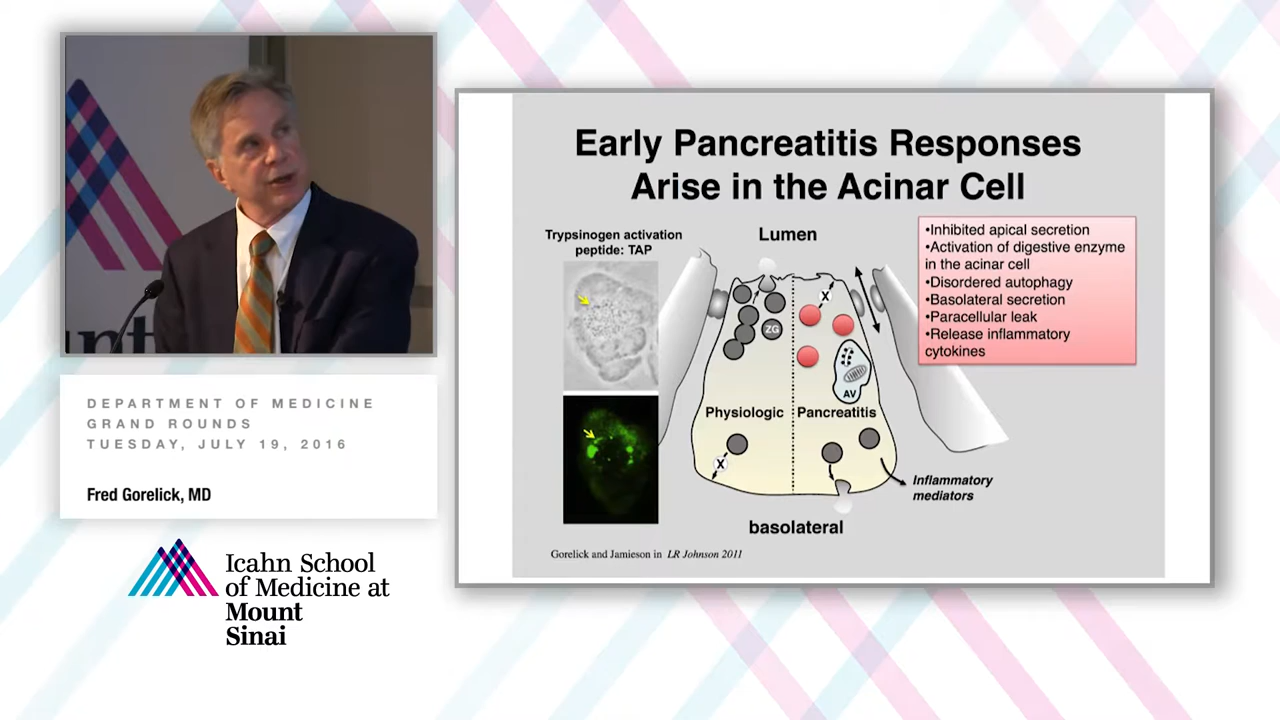 DEPARTMENT OF MEDICINE
GRAND ROUNDS
TUESDAY, JULY 19, 2016
Fred Gorelick, MD
Icahn School
of Medicine at
Mount
Sinai
Early Pancreatitis Responses
Arise in the Acinar Cell
Trypsinogen activation
peptide: TAP
Lumen
•Inhibited apical secretion
•Activation of digestive enzyme
in the acinar cell
•Disordered autophagy
•Basolateral secretion
•Paracellular leak
•Release inflammatory
cytokines
X
ZG
AV
Physiologic
Pancreatitis
X
Inflammatory
mediators
basolateral
Gorelick and Jamieson in LR Johnson 2011